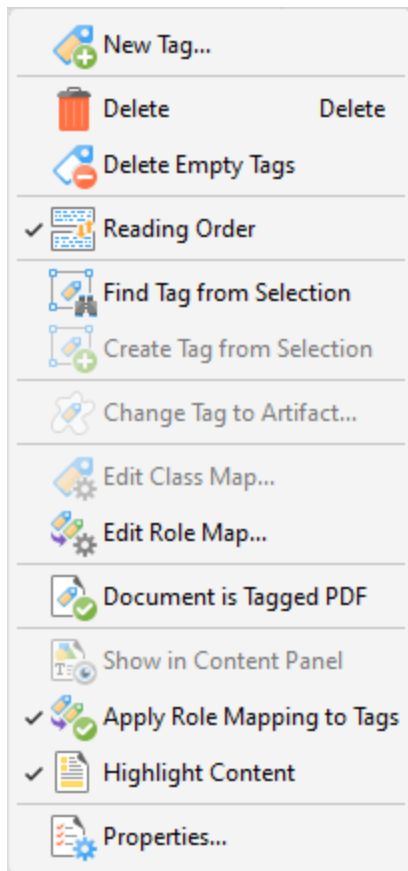 New Tag...
Delete Delete
Delete Empty Tags
Reading Order
Find Tag from Selection
Create Tag from Selection
Change Tag to Artifact...
Edit Class Map...
Edit Role Map...
Document is Tagged PDF
Show in Content Panel
Apply Role Mapping to Tags
Highlight Content
Properties...